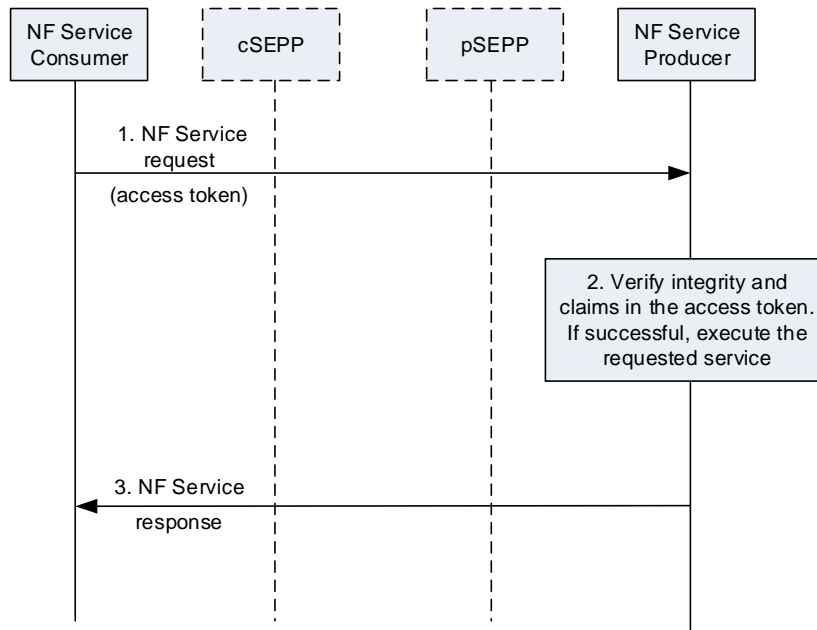 NF Service
Consumer
cSEPP
pSEPP
NF Service
Producer
1. NF Service
request
(access token)
2. Verify integrity and
claims in the access token.
If successful, execute the
requested service
3. NF Service
response